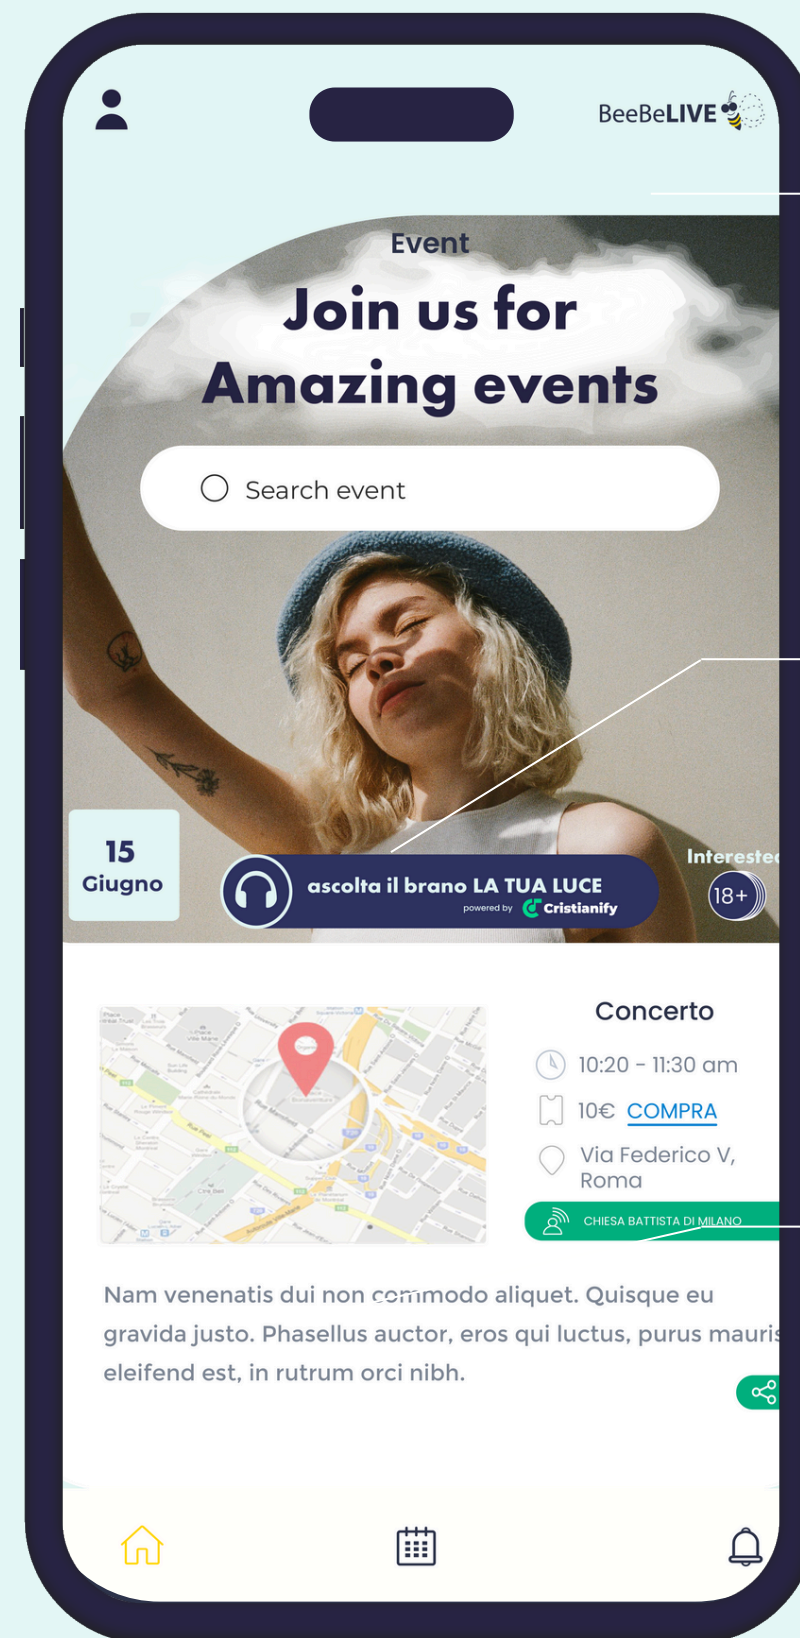 BeeBeLIVE
Event
Join us for
Amazing events
Search event
15
Giugno
ascolta il brano LA TUA LUCE
powered by Cristianify
Interested
18+
Concerto
10:20 - 11:30 am
10€ COMPRA
Via Federico V,
Roma
CHIESA BATTISTA DI MILANO
Nam venenatis dui non commodo aliquet. Quisque eu
gravida justo. Phasellus auctor, eros qui luctus, purus mauris
eleifend est, in rutrum orci nibh.